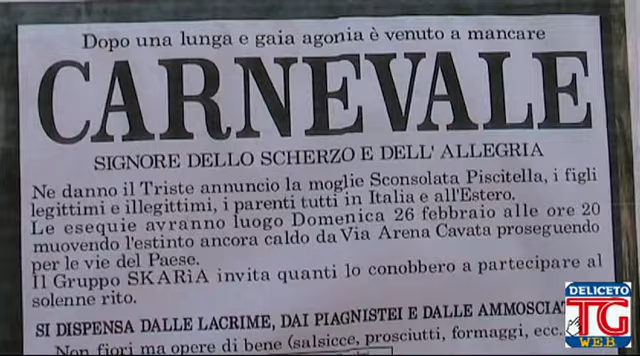 Dopo una lunga e gaia agonia è venuto a mancare
CARNEVALE
SIGNORE DELLO SCHERZO E DELL' ALLEGRIA
Ne danno il Triste annuncio la moglie Sconsolata Piscitella, i figli
legittimi e illegittimi, i parenti tutti in Italia e all'Estero.
Le esequie avranno luogo Domenica 26 febbraio alle ore 20
muovendo l'estinto ancora caldo da Via Arena Cavata proseguendo
per le vie del Paese.
Il Gruppo SKARiA invita quanti lo conobbero a partecipare al
solenne rito.
SI DISPENSA DALLE LACRIME, DAI PIAGNISTEI E DALLE
Non fiori ma opere di bene (salsicce, prosciutti, formaggi, ecc.
DELICETO
TG
WEB